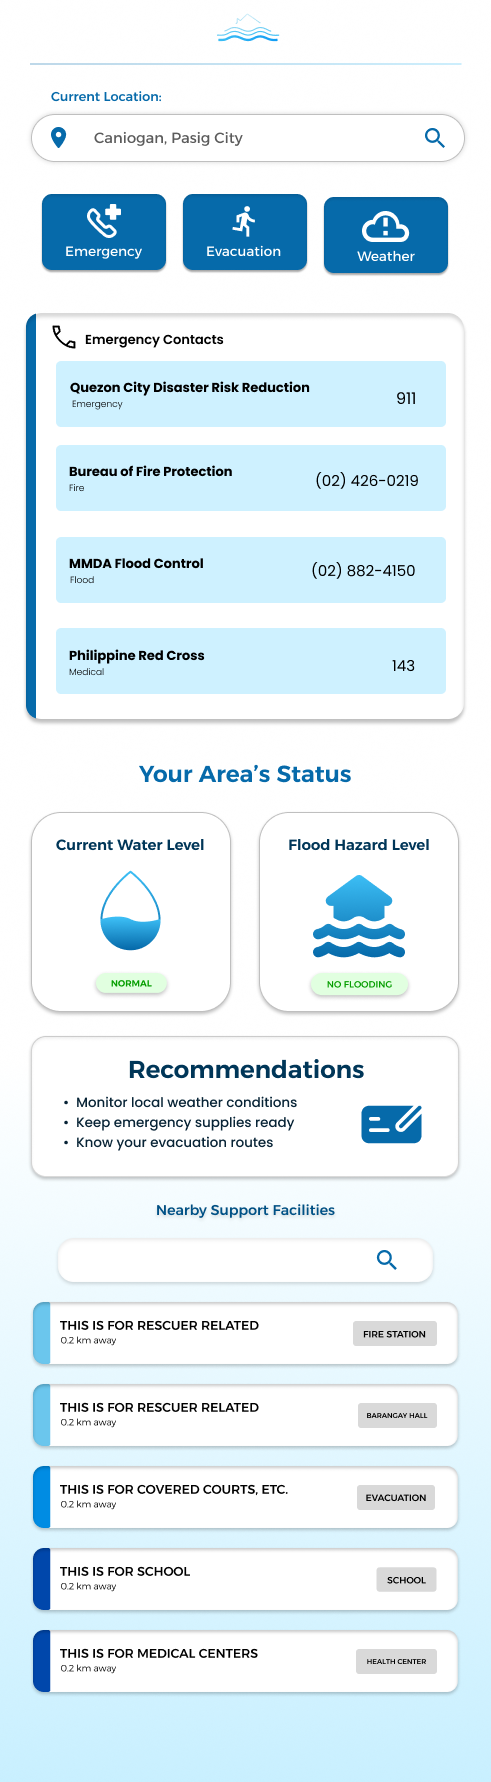 Current Location:
Caniogan, Pasig City
Emergency
Evacuation
Weather
Emergency Contacts
Quezon City Disaster Risk Reduction
Emergency
911
Bureau of Fire Protection
Fire
(02) 426-0219
MMDA Flood Control
Flood
(02) 882-4150
Philippine Red Cross
Medical
143
Your Area's Status
Current Water Level
NORMAL
Flood Hazard Level
NO FLOODING
Recommendations
• Monitor local weather conditions
• Keep emergency supplies ready
• Know your evacuation routes
Nearby Support Facilities
THIS IS FOR RESCUER RELATED
0.2 km away
FIRE STATION
THIS IS FOR RESCUER RELATED
0.2 km away
BARANGAY HALL
THIS IS FOR COVERED COURTS, ETC.
0.2 km away
EVACUATION
THIS IS FOR SCHOOL
0.2 km away
SCHOOL
THIS IS FOR MEDICAL CENTERS
0.2 km away
HEALTH CENTER